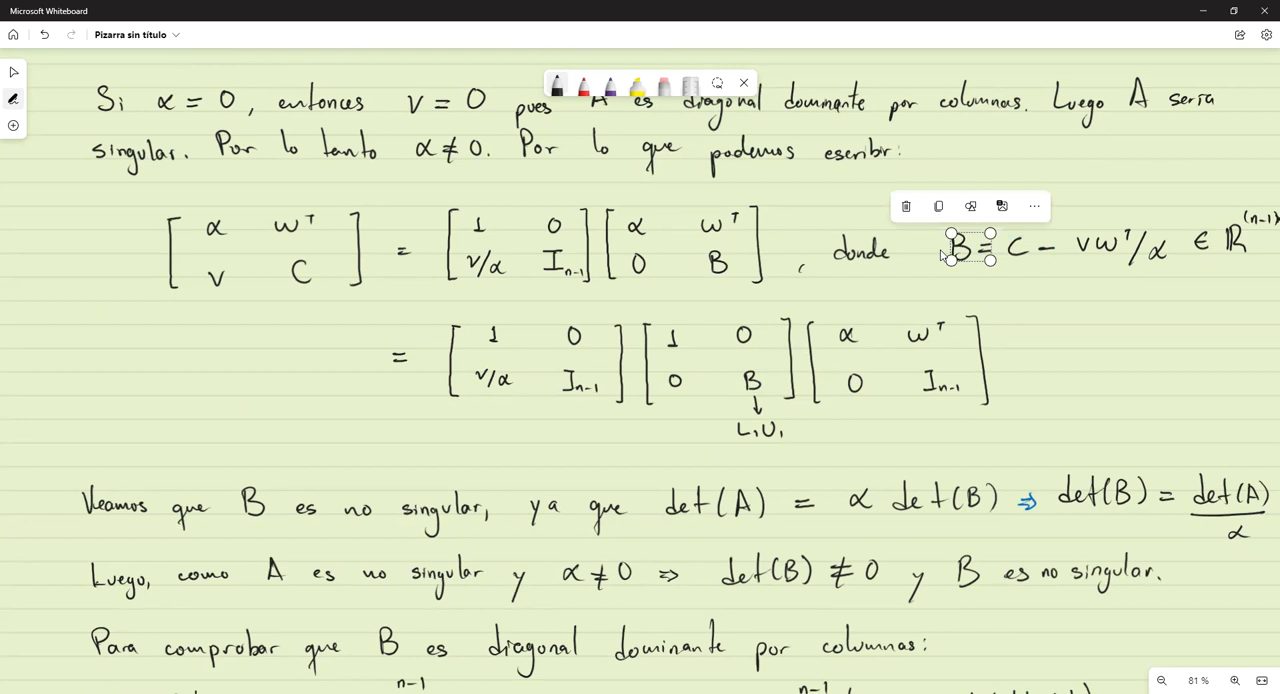 Microsoft Whiteboard
Pizarra sin título
Si α = 0, entonces v = 0 pues A es diagonal dominante por columnas. Luego A sería
singular. Por lo tanto α ≠ 0. Por lo que podemos escribir:
[ α wᵀ ; v C ] = [ 1 0 ; v/α Iₙ₋₁ ] [ α wᵀ ; 0 B ], donde B = C - vwᵀ/α ∈ ℝ⁽ⁿ⁻¹⁾
= [ 1 0 ; v/α Iₙ₋₁ ] [ 1 0 ; 0 B ] [ α wᵀ ; 0 Iₙ₋₁ ]
↓
L₁U₁
Veamos que B es no singular, ya que det(A) = α det(B) ⇒ det(B) = det(A)/α
Luego, como A es no singular y α ≠ 0 ⇒ det(B) ≠ 0 y B es no singular.
Para comprobar que B es diagonal dominante por columnas:
n-1 n-1
81 %